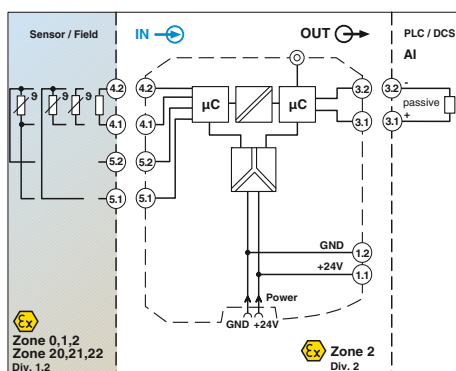 Sensor / Field
IN
OUT
PLC / DCS
AI
ϑ ϑ ϑ
4.2
4.2
µC
µC
3.2
3.2
-
passive
4.1
4.1
3.1
3.1
+
5.2
5.2
5.1
5.1
GND
1.2
+24V
1.1
Power
GND +24V
Ex
Zone 0,1,2
Zone 20,21,22
Div. 1,2
Ex
Zone 2
Div. 2